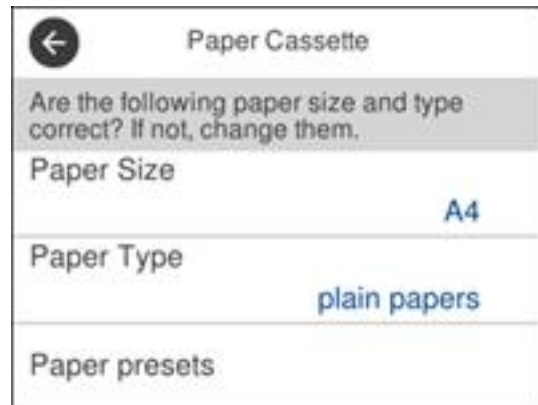 Paper Cassette
Are the following paper size and type
correct? If not, change them.
Paper Size
A4
Paper Type
plain papers
Paper presets